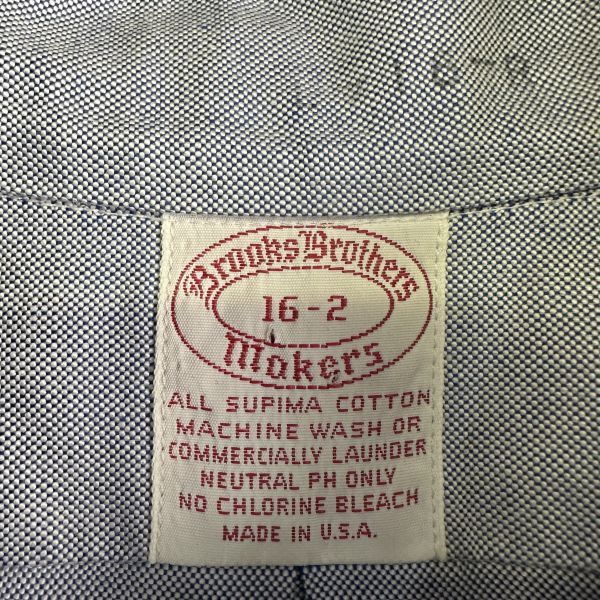 Brooks Brothers
16-2
Makers
ALL SUPIMA COTTON
MACHINE WASH OR
COMMERCIALLY LAUNDER
NEUTRAL PH ONLY
NO CHLORINE BLEACH
MADE IN U.S.A.